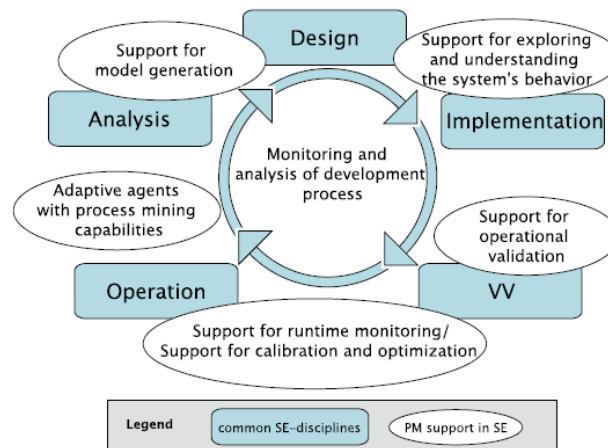 Design
Support for
model generation
Support for exploring
and understanding
the system's behavior
Analysis
Implementation
Monitoring and
analysis of development
process
Adaptive agents
with process mining
capabilities
Support for
operational
validation
Operation
VV
Support for runtime monitoring/
Support for calibration and optimization
Legend
common SE-disciplines
PM support in SE